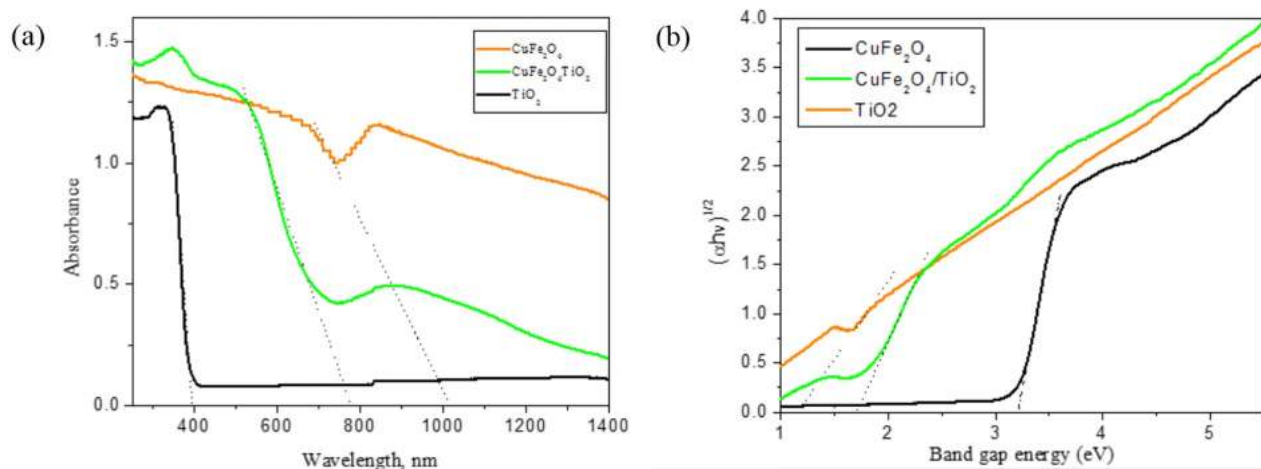 (a)
1.5
1.0
0.5
0.0
Absorbance
CuFe₂O₄
CuFe₂O₄TiO₂
TiO₂
400 600 800 1000 1200 1400
Wavelength, nm
(b)
4.0
3.5
3.0
2.5
2.0
1.5
1.0
0.5
0.0
(αhν)^1/2
CuFe₂O₄
CuFe₂O₄/TiO₂
TiO2
1 2 3 4 5
Band gap energy (eV)